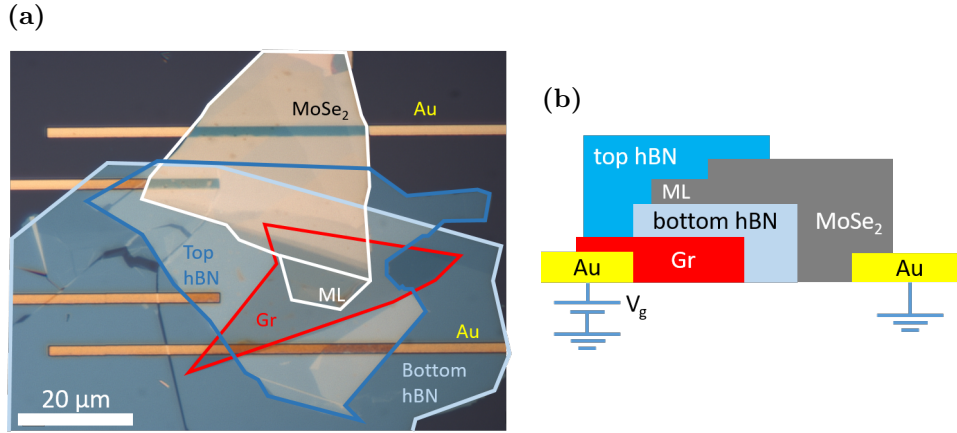 (a)
MoSe₂
Au
Top
hBN
ML
Gr
Au
Bottom
hBN
20 μm
(b)
top hBN
ML
bottom hBN
MoSe₂
Au
Gr
Au
V₉